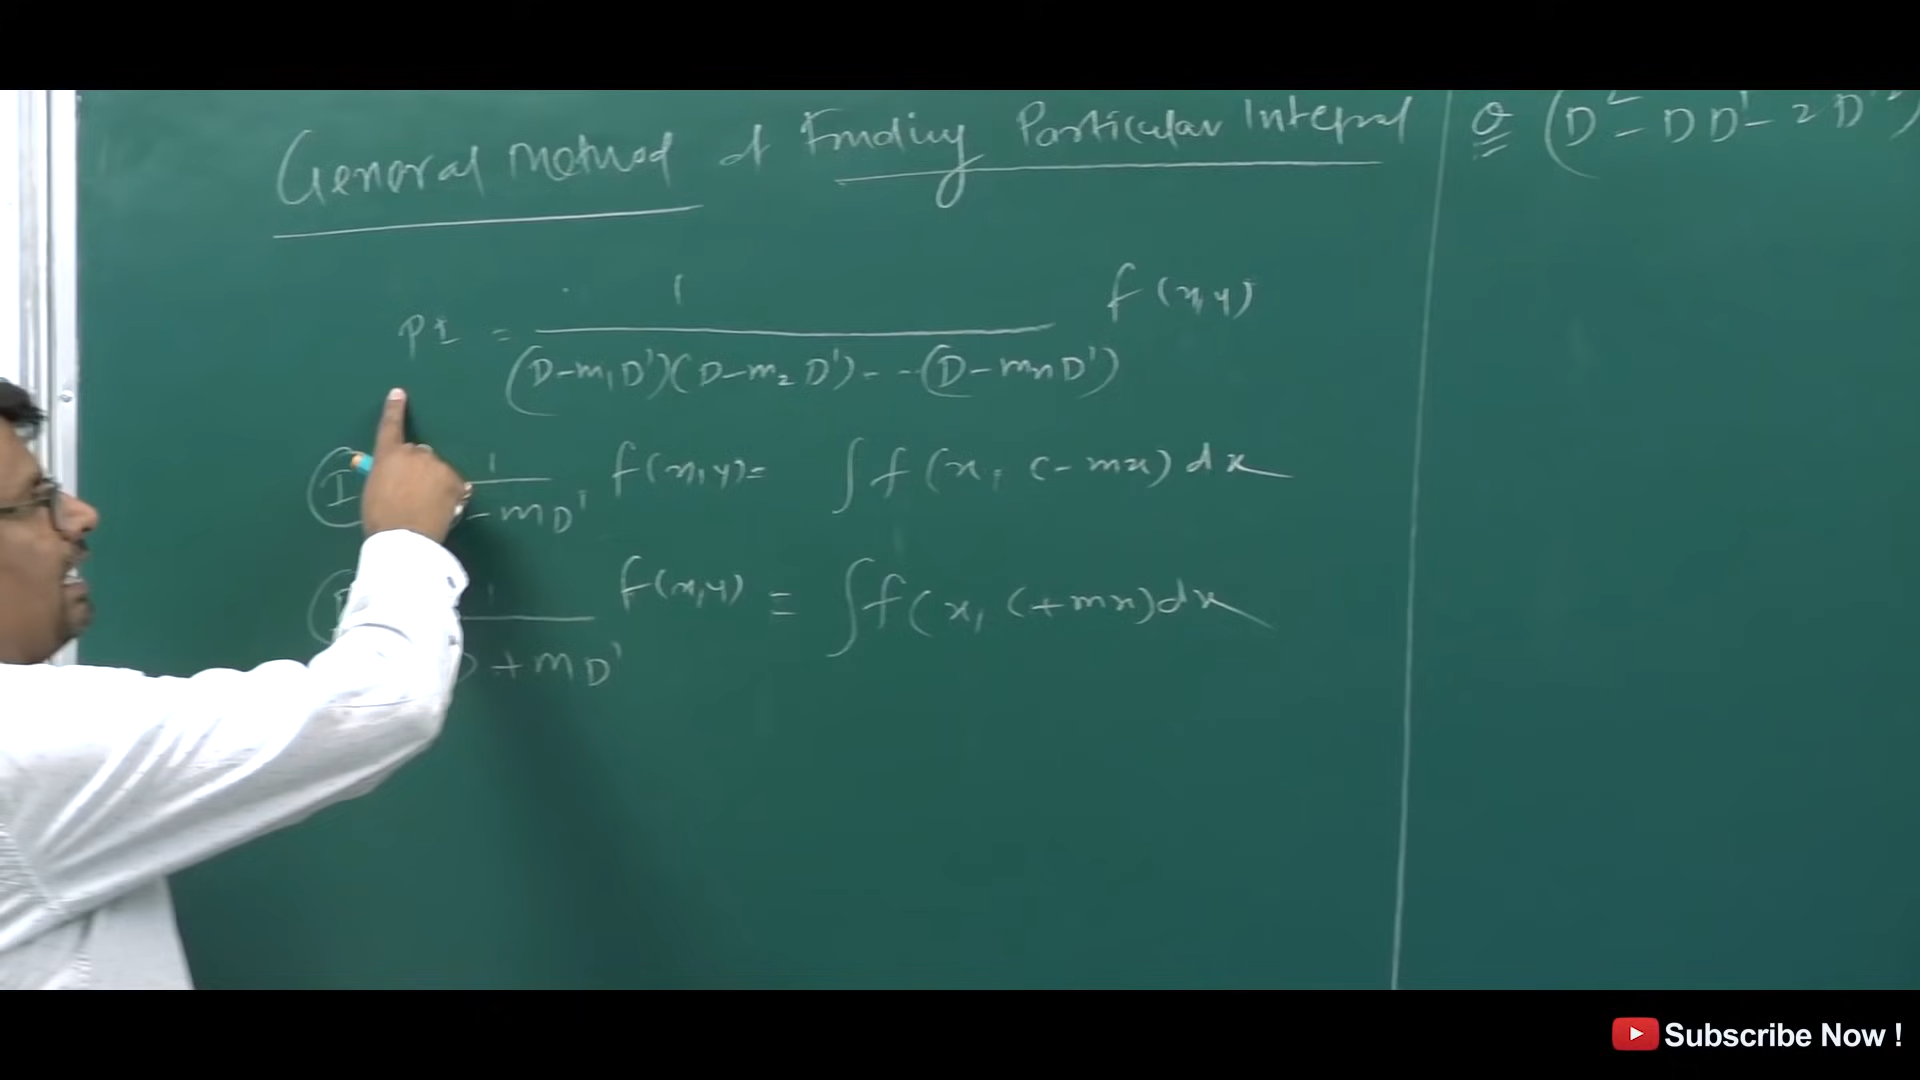 General Method of Finding Particular Integral
PI = 1 / (D-m₁D')(D-m₂D')---(D-mₙD') f(x,y)
I 1 / -mD' f(x,y)= ∫f(x, c-mx)dx
1 / D+mD' f(x,y) = ∫f(x, c+mx)dx
Q (D²-DD'-2D'²)
Subscribe Now !